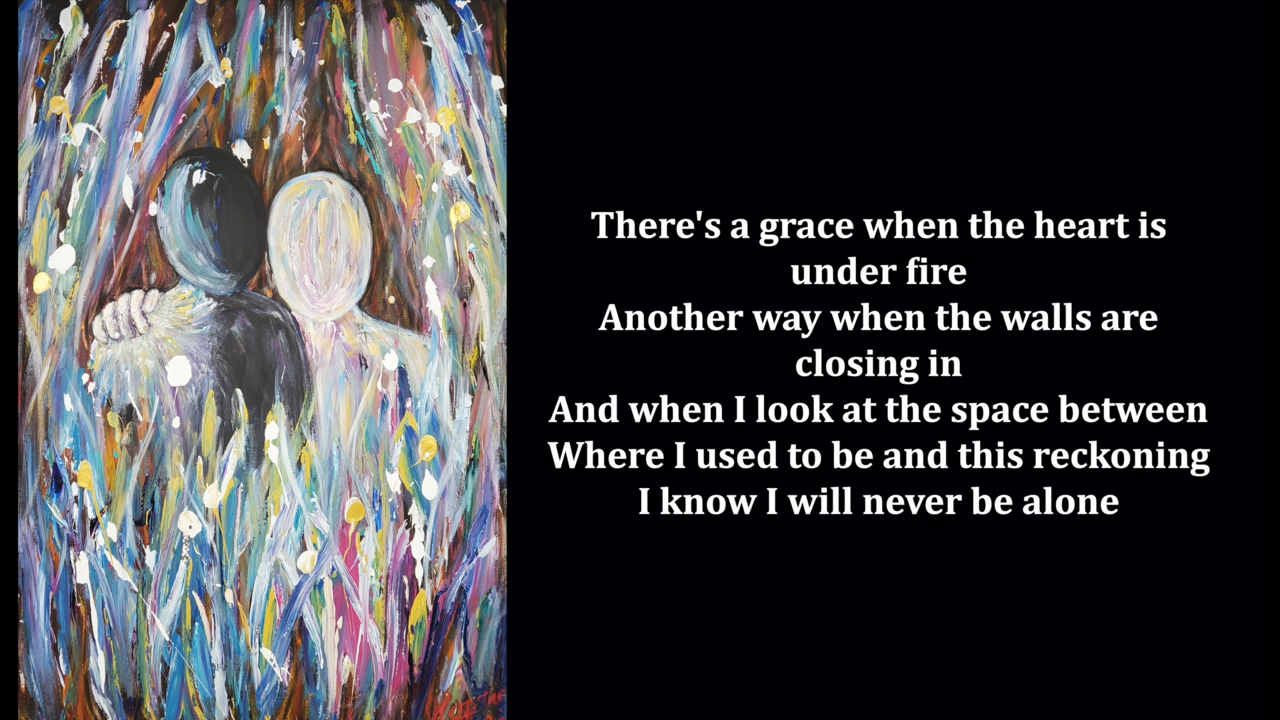 There's a grace when the heart is
under fire
Another way when the walls are
closing in
And when I look at the space between
Where I used to be and this reckoning
I know I will never be alone